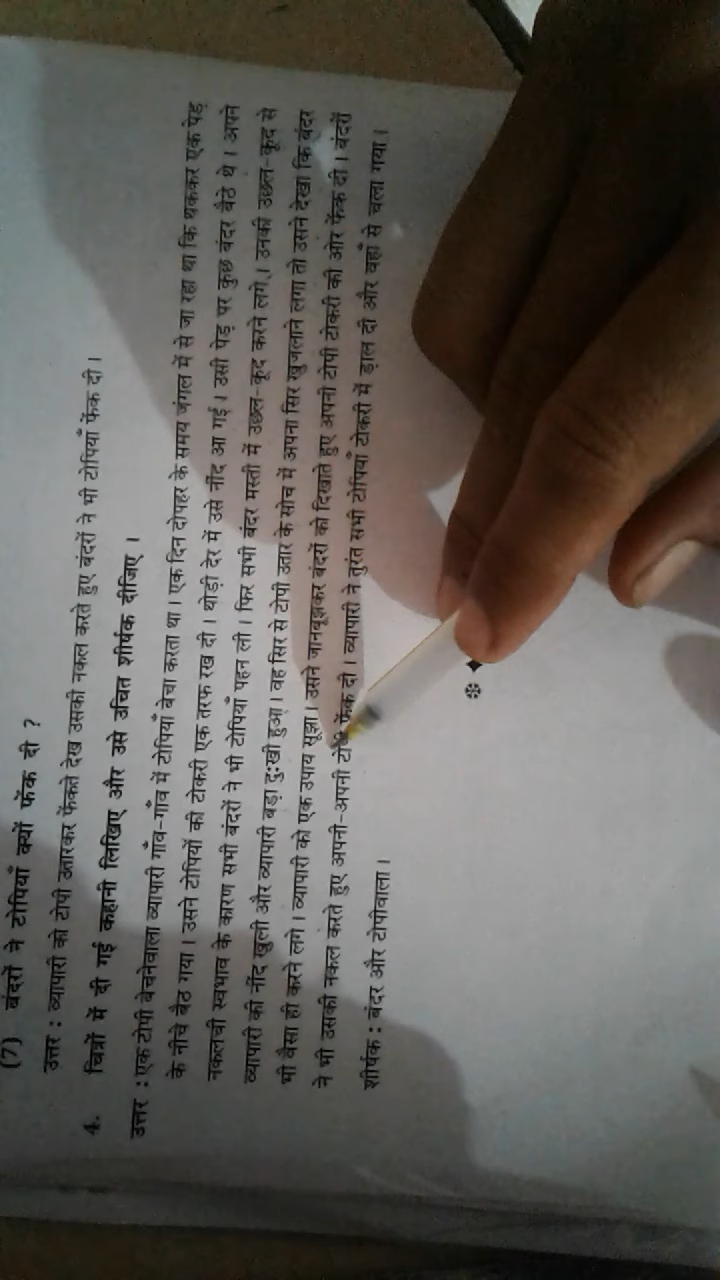 (7) बंदरों ने टोपियाँ क्यों फेंक दी ?
उत्तर : व्यापारी को टोपी उतारकर फेंकते देख उसकी नकल करते हुए बंदरों ने भी टोपियाँ फेंक दी ।
4. चित्रों में दी गई कहानी लिखिए और उसे उचित शीर्षक दीजिए ।
उत्तर : एक टोपी बेचनेवाला व्यापारी गाँव-गाँव में टोपियाँ बेचा करता था । एक दिन दोपहर के समय जंगल में से जा रहा था कि थककर एक पेड़
के नीचे बैठ गया । उसने टोपियों की टोकरी एक तरफ रख दी । थोड़ी देर में उसे नींद आ गई । उसी पेड़ पर कुछ बंदर बैठे थे । अपने
नकलची स्वभाव के कारण सभी बंदरों ने भी टोपियाँ पहन ली । फिर सभी बंदर मस्ती में उछल-कूद करने लगे । उनकी उछल-कूद से
व्यापारी की नींद खुली और व्यापारी बड़ा दुःखी हुआ । वह सिर से टोपी उतार के सोच में अपना सिर खुजलाने लगा तो उसने देखा कि बंदर
भी वैसा ही करने लगे । व्यापारी को एक उपाय सूझा । उसने जानबूझकर बंदरों को दिखाते हुए अपनी टोपी टोकरी की ओर फेंक दी । बंदरों
ने भी उसकी नकल करते हुए अपनी-अपनी टोपी फेंक दी । व्यापारी ने तुरंत सभी टोपियाँ टोकरी में डाल दी और वहाँ से चला गया ।
शीर्षक : बंदर और टोपीवाला ।